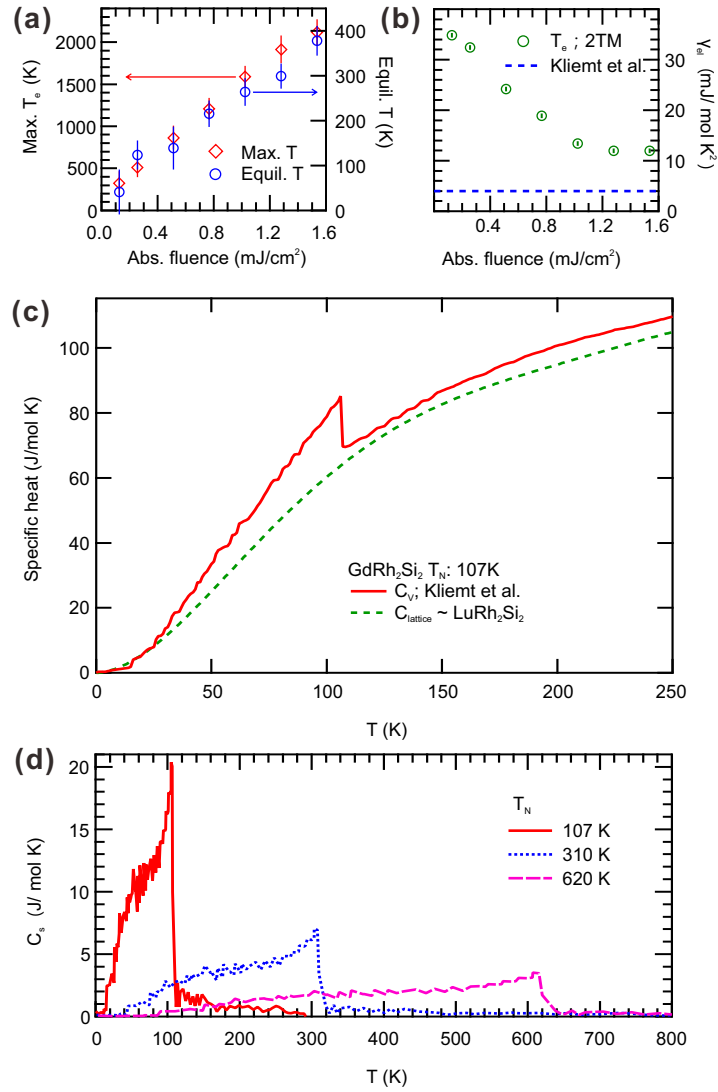 (a)
2000
1500
1000
500
0
Max. Tₑ (K)
400
300
200
100
0
Equil. T (K)
Max. T
Equil. T
0.0 0.4 0.8 1.2 1.6
Abs. fluence (mJ/cm²)
(b)
Tₑ ; 2TM
Kliemt et al.
30
20
10
0
γₑₗ (mJ/ mol K²)
0.0 0.4 0.8 1.2 1.6
Abs. fluence (mJ/cm²)
(c)
100
80
60
40
20
0
Specific heat (J/mol K)
GdRh₂Si₂ T_N: 107K
C_V; Kliemt et al.
C_lattice ~ LuRh₂Si₂
0 50 100 150 200 250
T (K)
(d)
20
15
10
5
0
Cₛ (J/ mol K)
T_N
107 K
310 K
620 K
0 100 200 300 400 500 600 700 800
T (K)